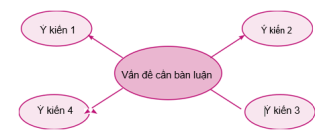 Ý kiến 1
Ý kiến 2
Vấn đề cần bàn luận
Ý kiến 4
Ý kiến 3